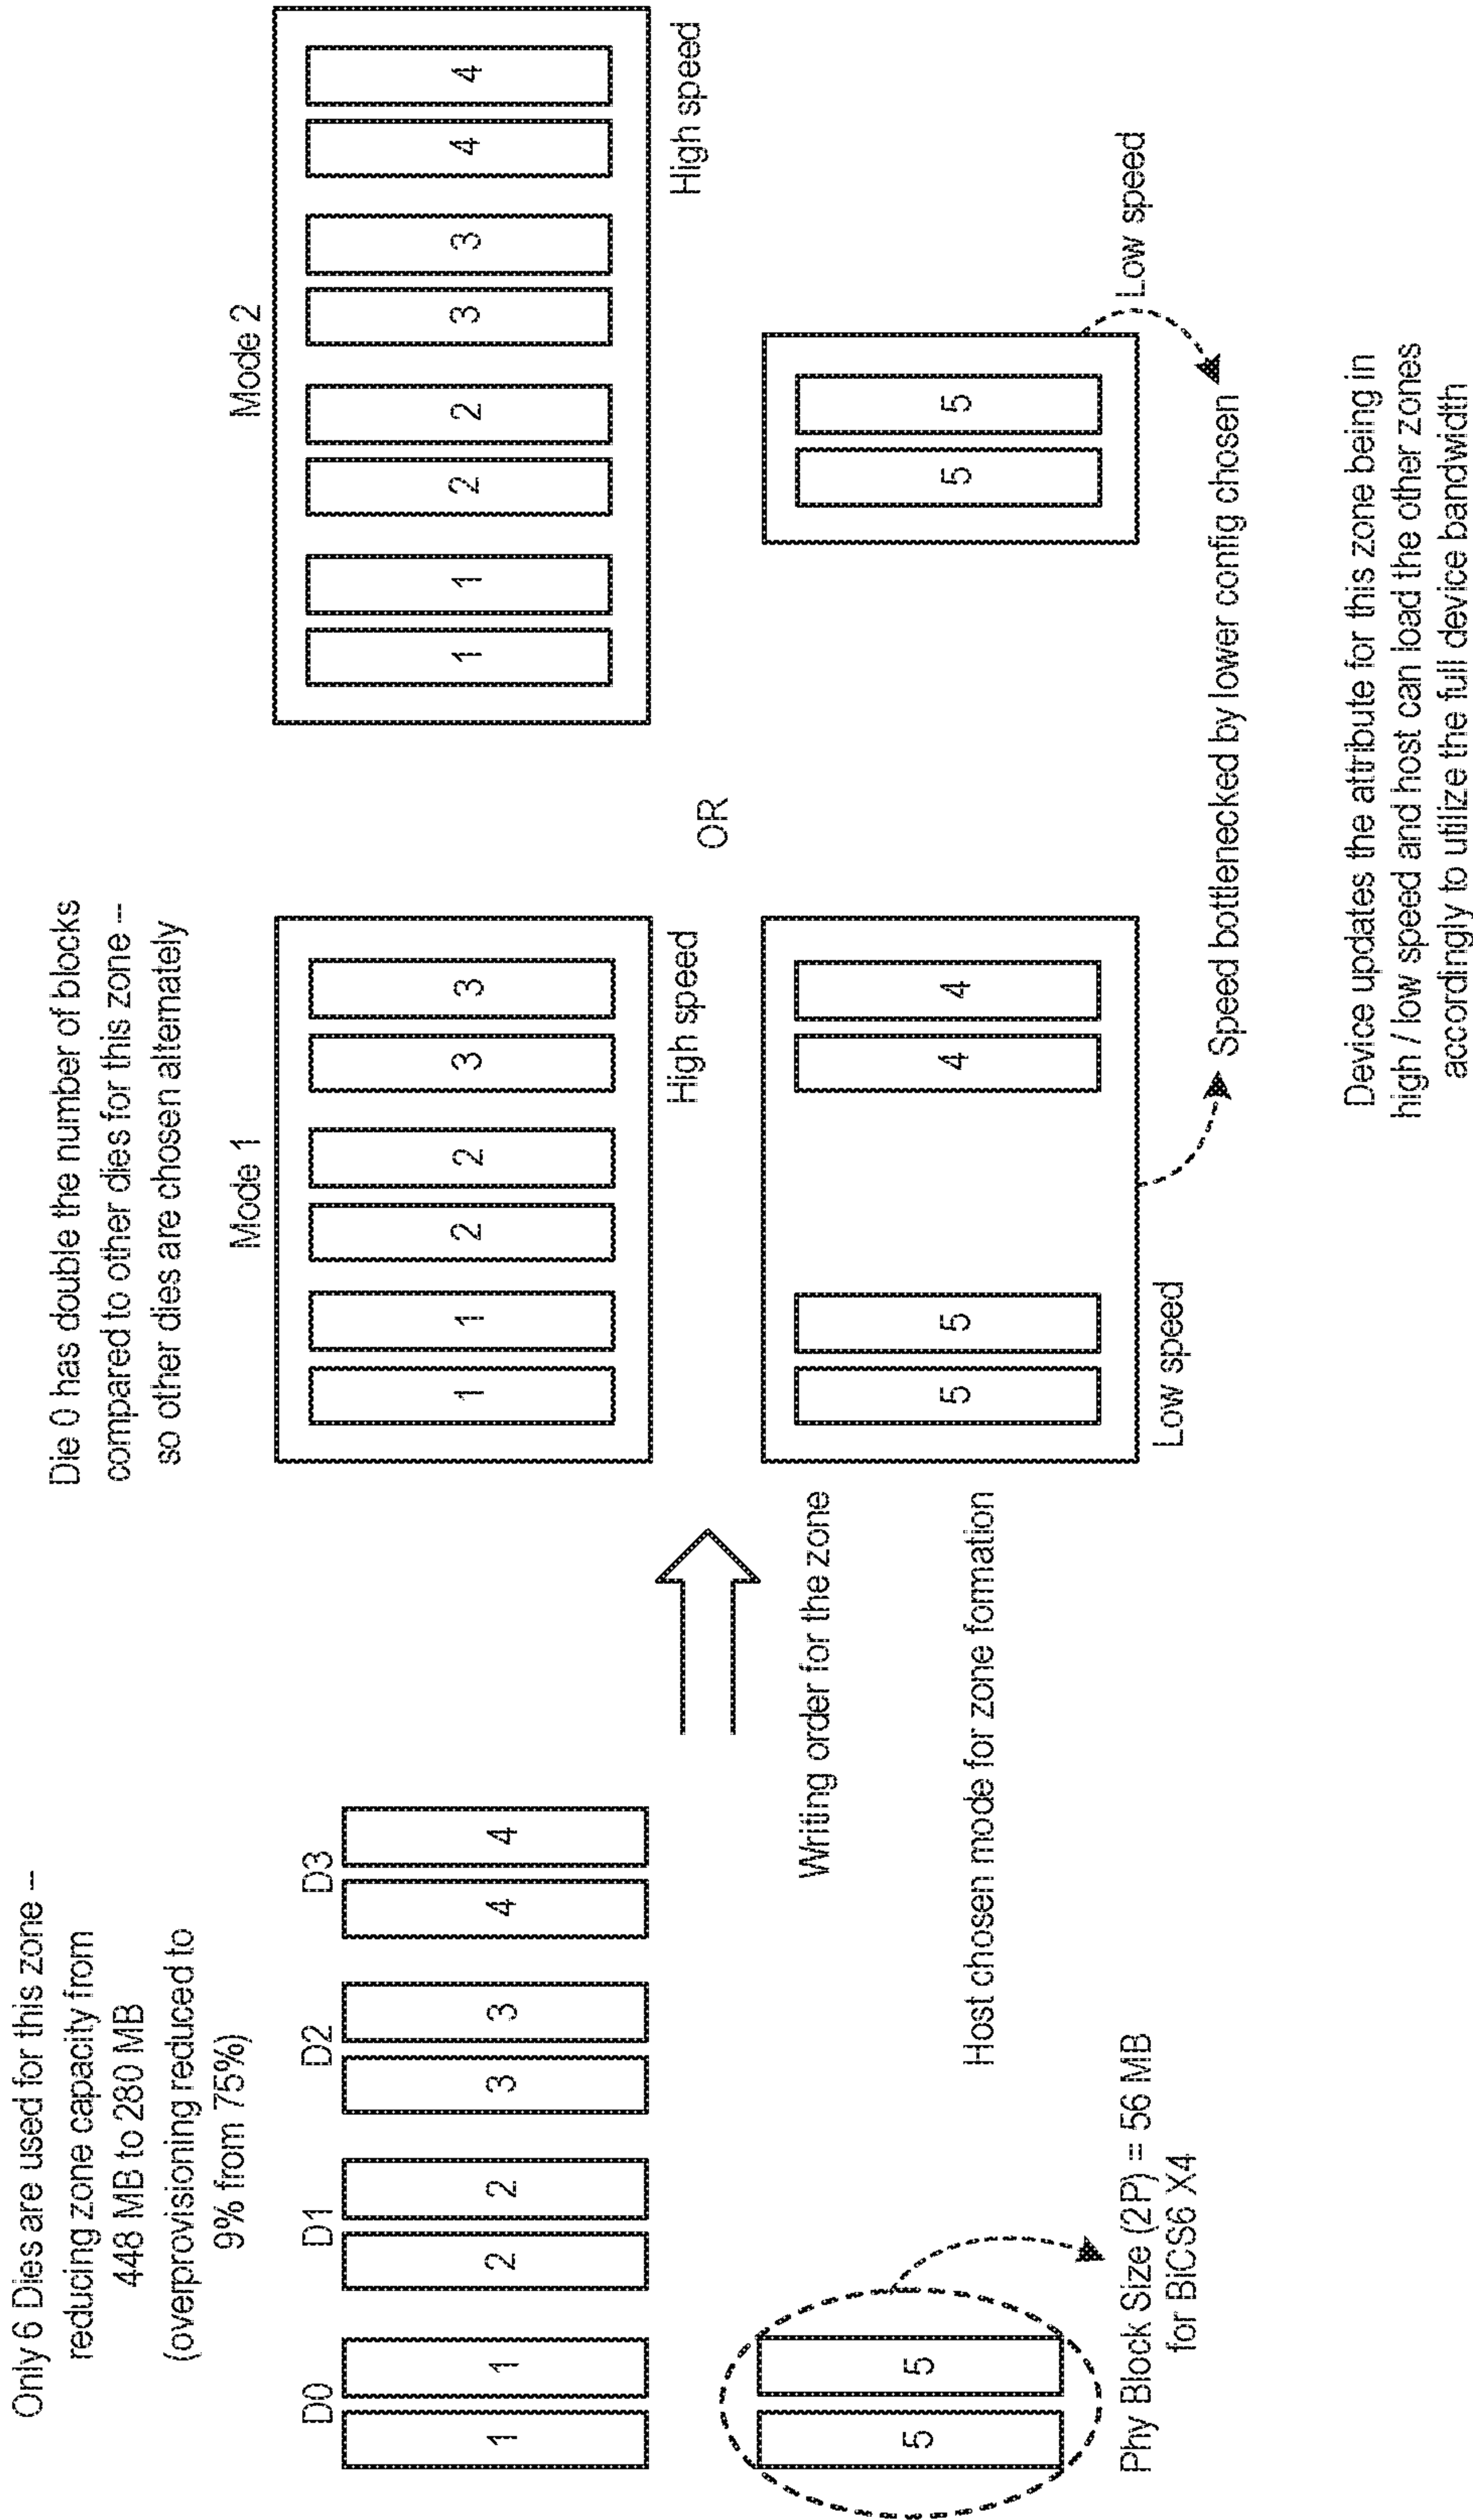 Only 6 Dies are used for this zone --
reducing zone capacity from
448 MB to 280 MB
(overprovisioning reduced to
9% from 75%)
D0
D1
D2
D3
1
1
2
2
3
3
4
4
5
5
Phy Block Size (2P) = 56 MB
for BiCS6 X4
Writing order for the zone
Host chosen mode for zone formation
Die 0 has double the number of blocks
compared to other dies for this zone --
so other dies are chosen alternately
Mode 1
1
1
2
2
3
3
High speed
5
5
4
4
Low speed
OR
Mode 2
1
1
2
2
3
3
4
4
High speed
5
5
Low speed
Speed bottlenecked by lower config chosen
Device updates the attribute for this zone being in
high / low speed and host can load the other zones
accordingly to utilize the full device bandwidth